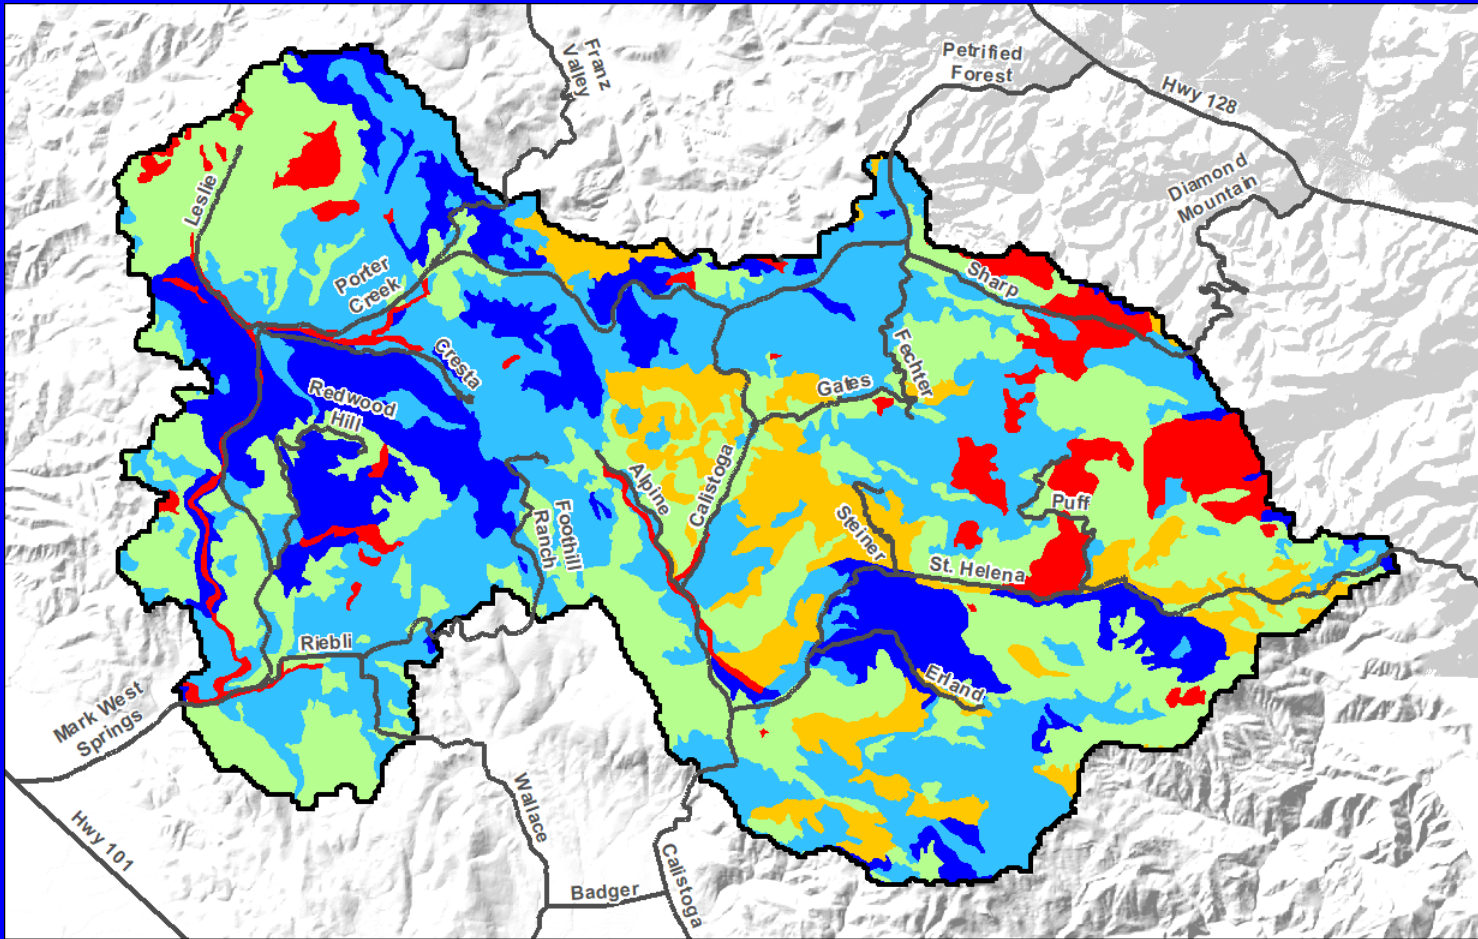 Franz
Valley
Petrified
Forest
Hwy 128
Diamond
Mountain
Leslie
Porter
Creek
Sharp
Cresta
Fechter
Gates
Redwood
Hill
Alpine
Calistoga
Foothill
Ranch
Steiner
Puff
St. Helena
Riebli
Erland
Mark West
Springs
Wallace
Hwy 101
Badger
Calistoga